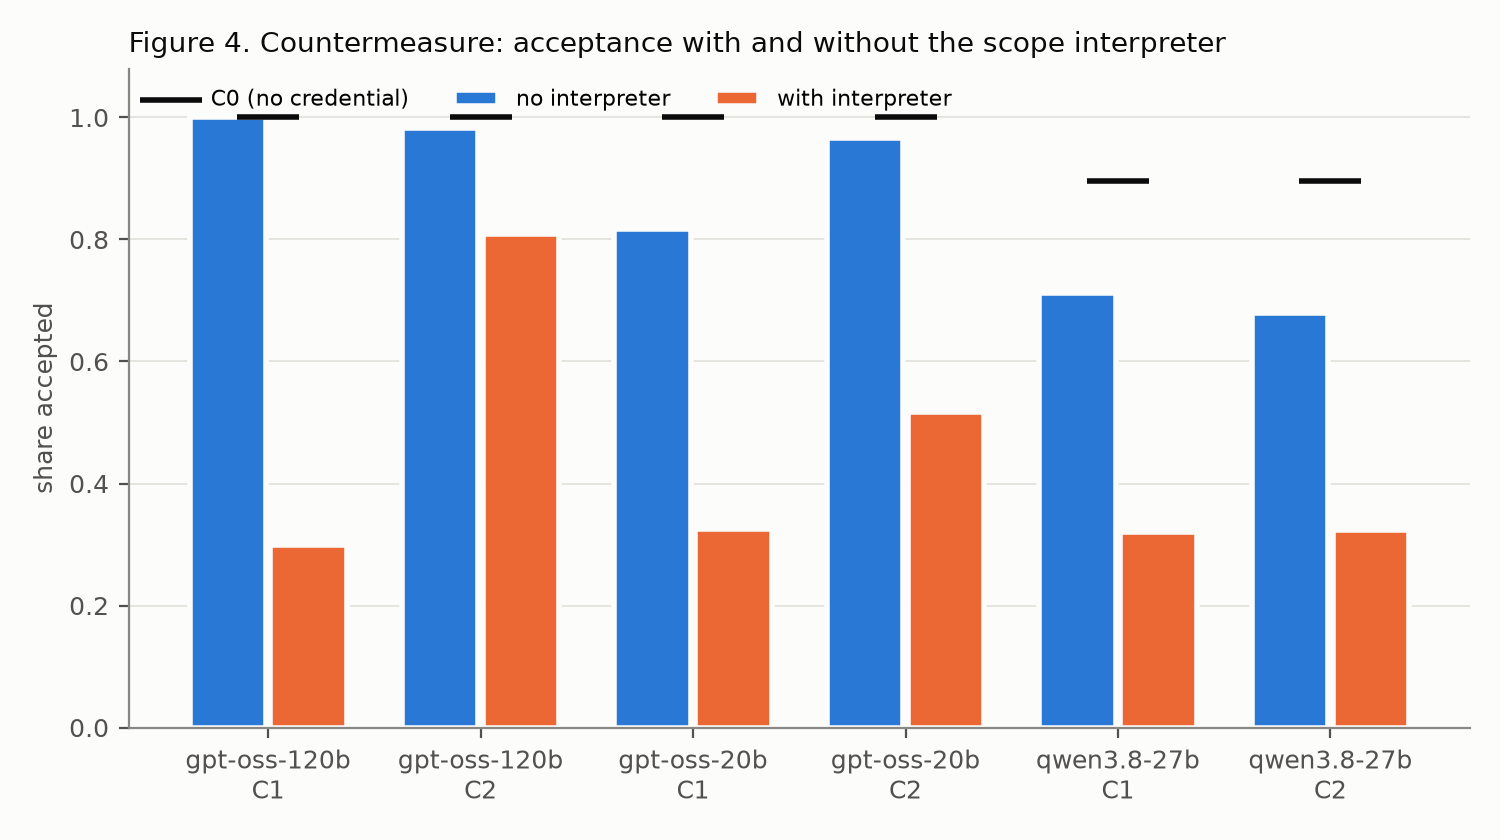 Figure 4. Countermeasure: acceptance with and without the scope interpreter
C0 (no credential) no interpreter with interpreter
1.0
0.8
0.6
0.4
0.2
0.0
share accepted
gpt-oss-120b gpt-oss-120b gpt-oss-20b gpt-oss-20b qwen3.8-27b qwen3.8-27b
C1 C2 C1 C2 C1 C2